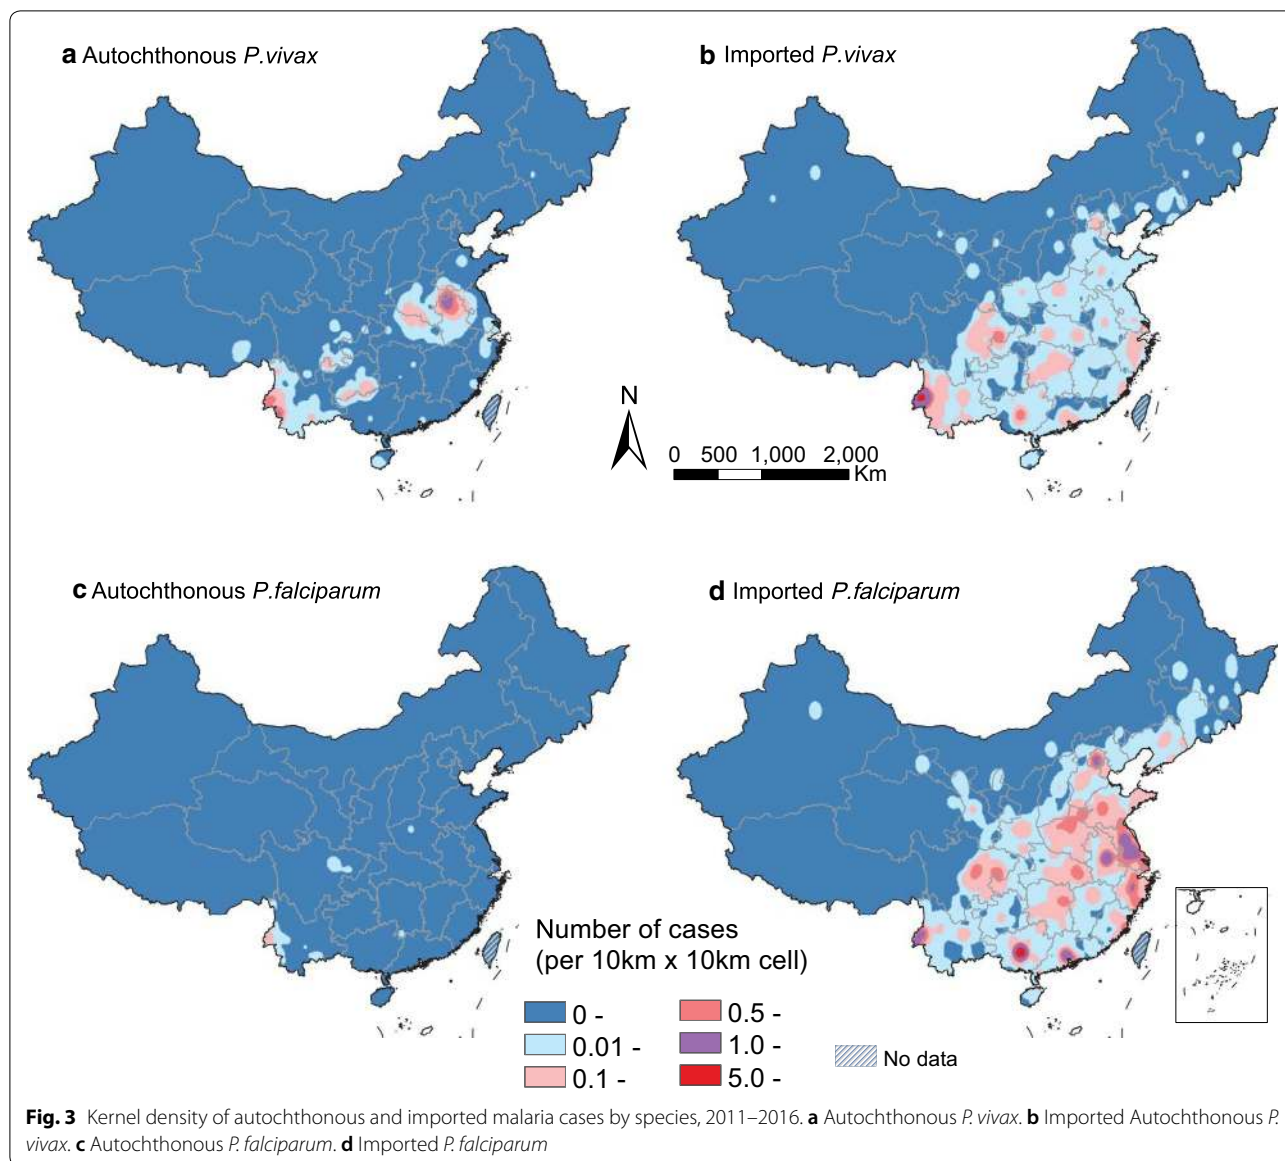 a Autochthonous P.vivax
b Imported P.vivax
N
0 500 1,000 2,000
Km
c Autochthonous P.falciparum
d Imported P.falciparum
Number of cases
(per 10km x 10km cell)
0 -
0.01 -
0.1 -
0.5 -
1.0 -
5.0 -
No data
Fig. 3 Kernel density of autochthonous and imported malaria cases by species, 2011–2016. a Autochthonous P. vivax. b Imported Autochthonous P.
vivax. c Autochthonous P. falciparum. d Imported P. falciparum